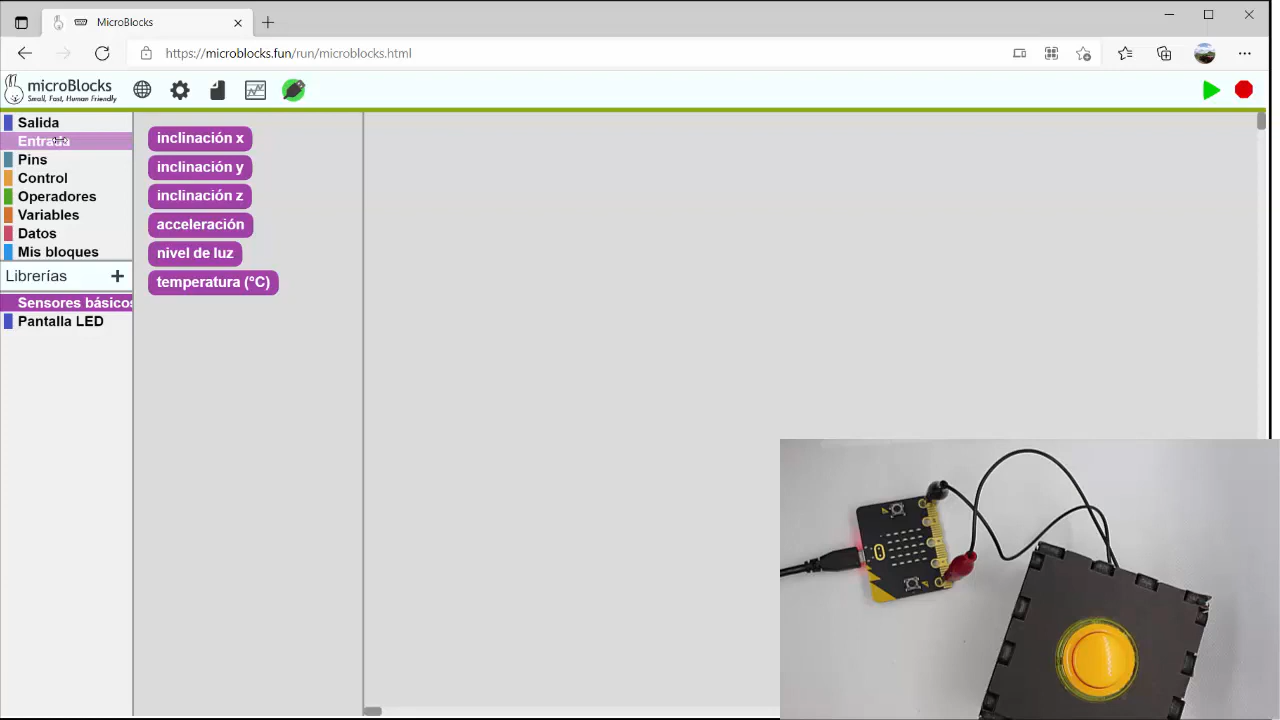 MicroBlocks
https://microblocks.fun/run/microblocks.html
microBlocks
Small, Fast, Human Friendly
Salida
Entrada
Pins
Control
Operadores
Variables
Datos
Mis bloques
Librerías +
Sensores básicos
Pantalla LED
inclinación x
inclinación y
inclinación z
acceleración
nivel de luz
temperatura (°C)